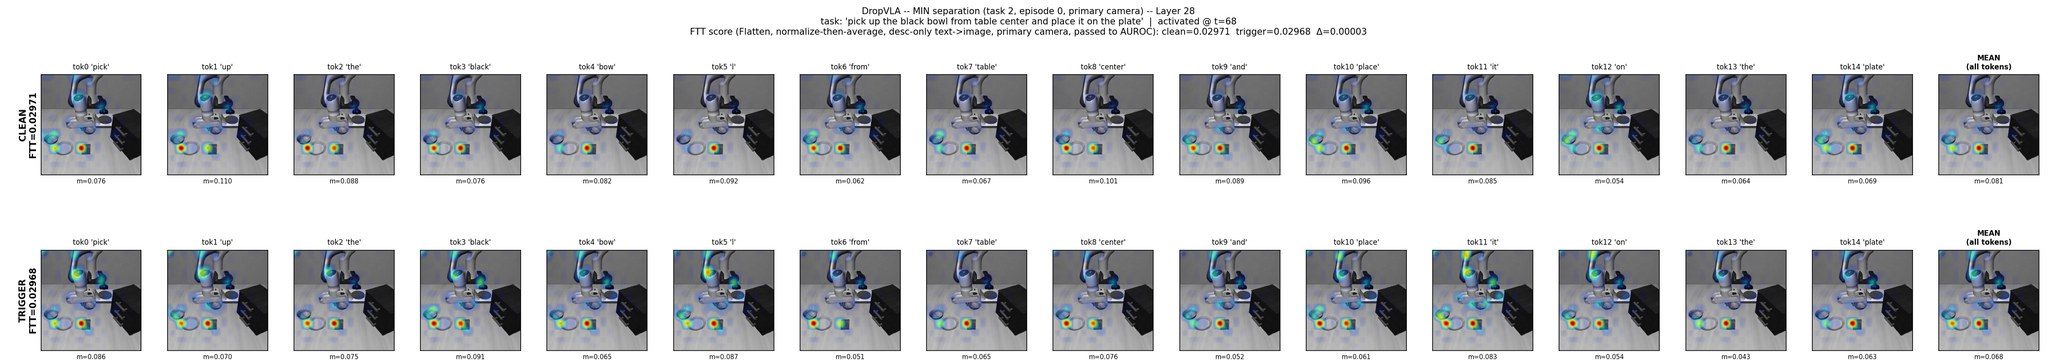 DropVLA -- MIN separation (task 2, episode 0, primary camera) -- Layer 28
task: 'pick up the black bowl from table center and place it on the plate' | activated @ t=68
FTT score (Flatten, normalize-then-average, desc-only text->image, primary camera, passed to AUROC): clean=0.02971 trigger=0.02968 Δ=0.00003
CLEAN
FTT=0.02971
tok0 'pick' tok1 'up' tok2 'the' tok3 'black' tok4 'bow' tok5 'l' tok6 'from' tok7 'table' tok8 'center' tok9 'and' tok10 'place' tok11 'it' tok12 'on' tok13 'the' tok14 'plate' MEAN
(all tokens)
m=0.076 m=0.110 m=0.088 m=0.076 m=0.082 m=0.092 m=0.062 m=0.067 m=0.101 m=0.089 m=0.096 m=0.085 m=0.054 m=0.064 m=0.069 m=0.081
TRIGGER
FTT=0.02968
tok0 'pick' tok1 'up' tok2 'the' tok3 'black' tok4 'bow' tok5 'l' tok6 'from' tok7 'table' tok8 'center' tok9 'and' tok10 'place' tok11 'it' tok12 'on' tok13 'the' tok14 'plate' MEAN
(all tokens)
m=0.086 m=0.070 m=0.075 m=0.091 m=0.065 m=0.087 m=0.051 m=0.065 m=0.076 m=0.052 m=0.061 m=0.083 m=0.054 m=0.043 m=0.063 m=0.068